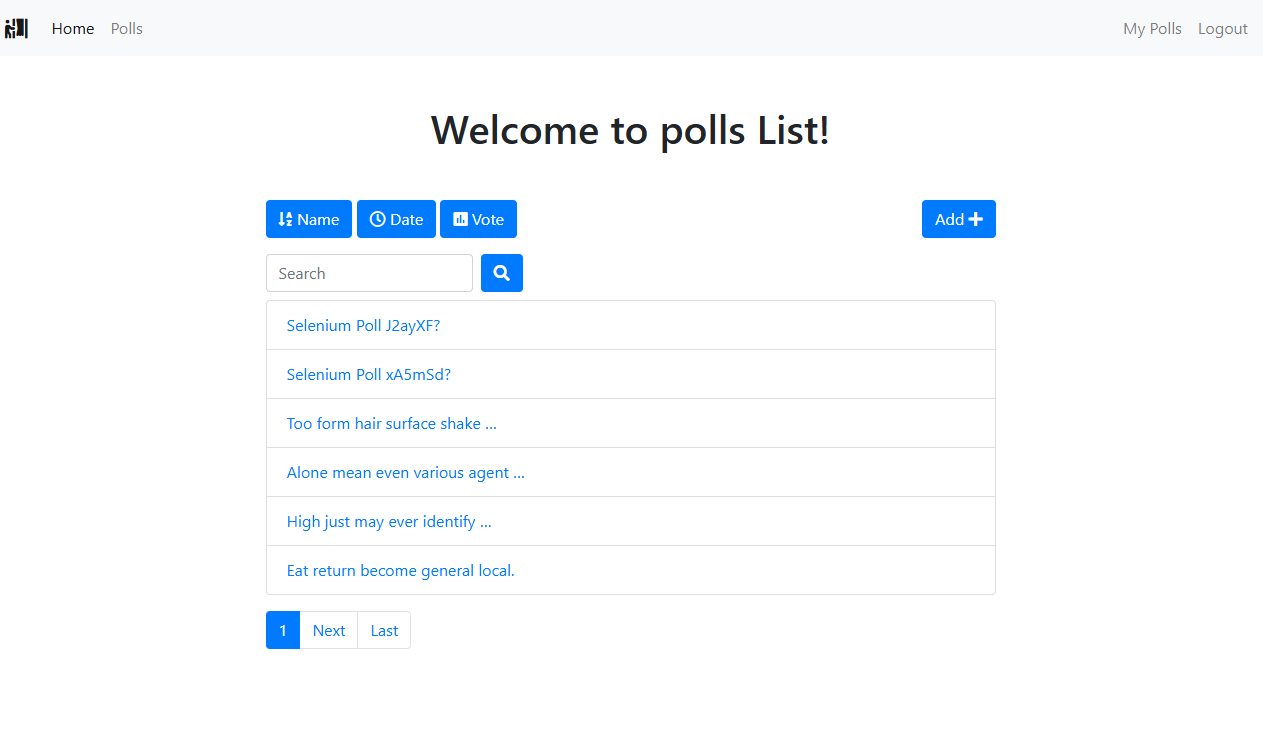 Home Polls My Polls Logout
Welcome to polls List!
Name Date Vote Add
Search
Selenium Poll J2ayXF?
Selenium Poll xA5mSd?
Too form hair surface shake ...
Alone mean even various agent ...
High just may ever identify ...
Eat return become general local.
1 Next Last